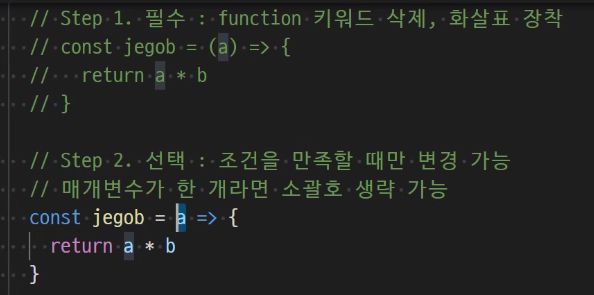 // Step 1. 필수 : function 키워드 삭제, 화살표 장착
// const jegob = (a) => {
//   return a * b
// }
// Step 2. 선택 : 조건을 만족할 때만 변경 가능
// 매개변수가 한 개라면 소괄호 생략 가능
const jegob = a => {
  return a * b
}